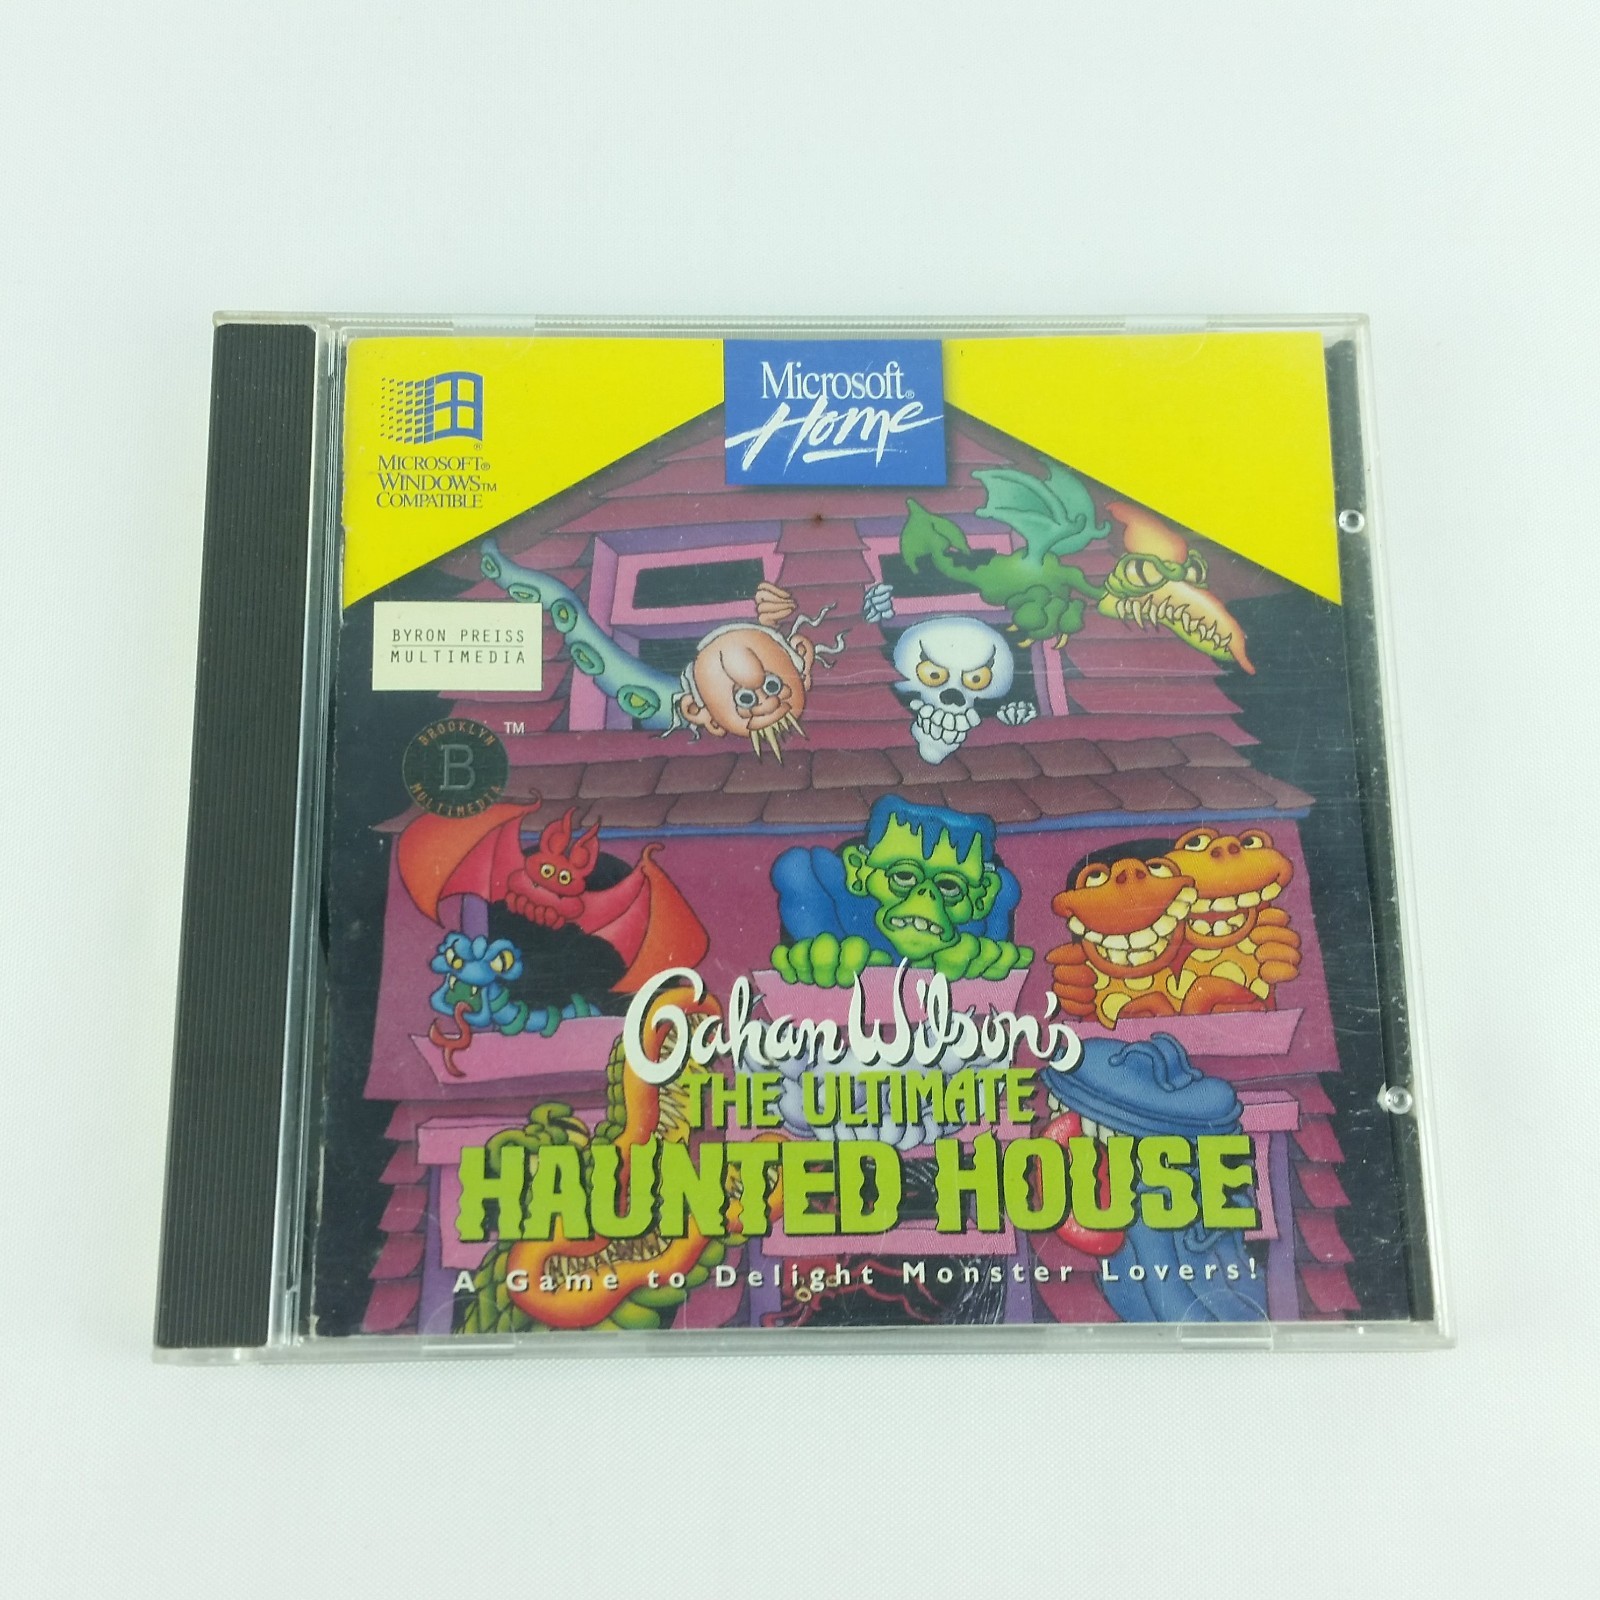 Microsoft®
Home
®
MICROSOFT®
WINDOWS™
COMPATIBLE
BYRON PREISS
MULTIMEDIA
BROOKLYN
B
MULTIMEDIA
™
Gahan Wilson's
THE ULTIMATE
HAUNTED HOUSE
A Game to Delight Monster Lovers!